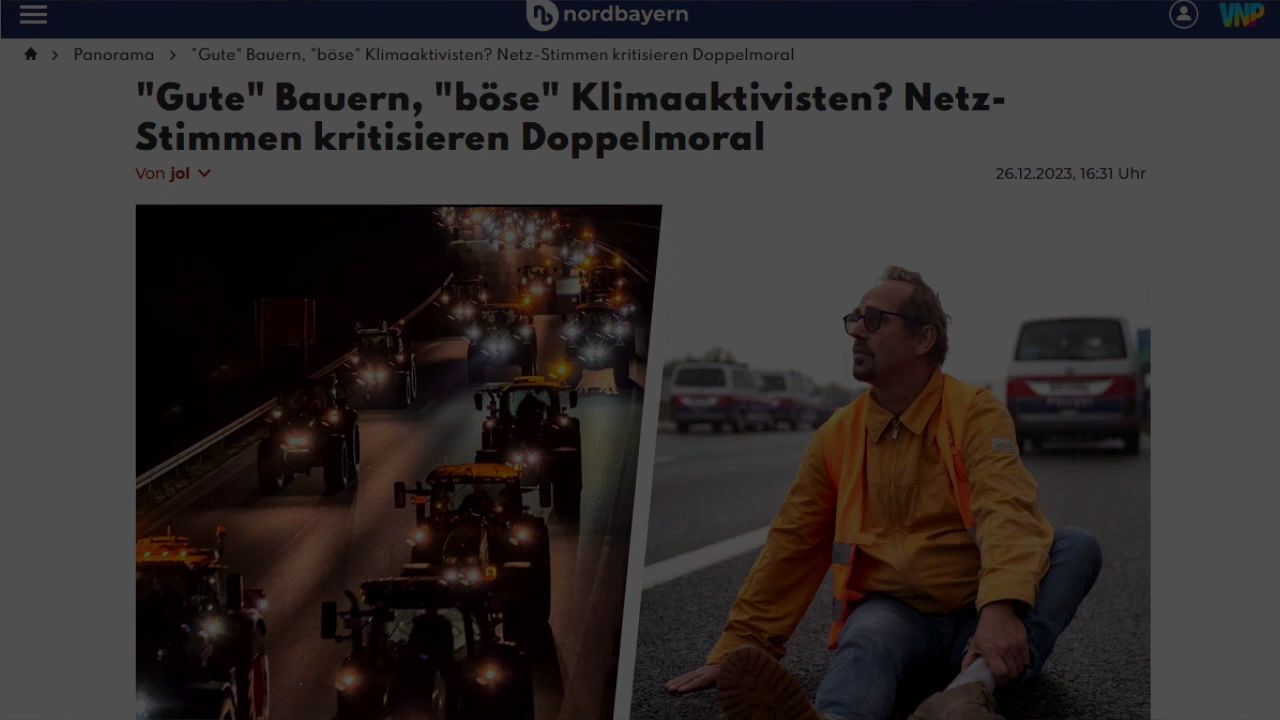 nordbayern
VNP
Panorama
"Gute" Bauern, "böse" Klimaaktivisten? Netz-Stimmen kritisieren Doppelmoral
"Gute" Bauern, "böse" Klimaaktivisten? Netz-
Stimmen kritisieren Doppelmoral
Von jol
26.12.2023, 16:31 Uhr